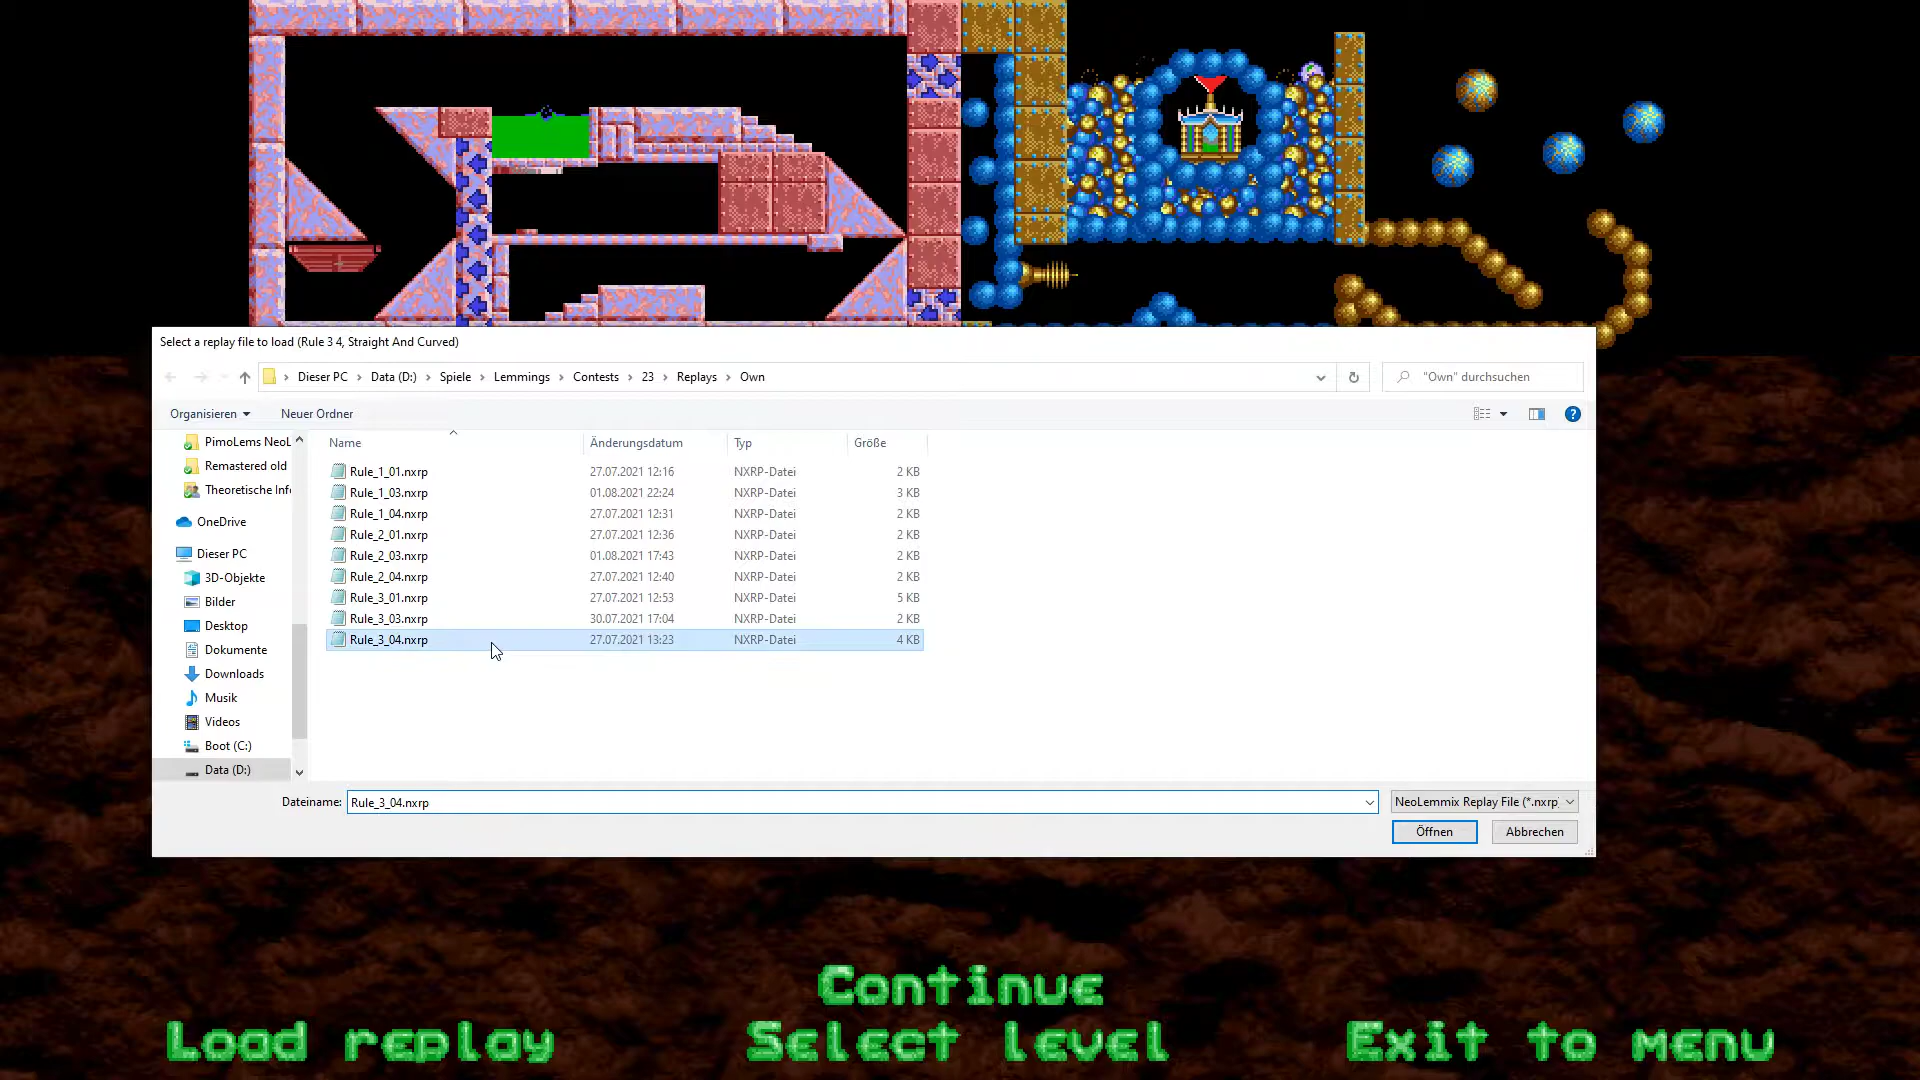 Select a replay file to load (Rule 3 4, Straight And Curved)
Dieser PC > Data (D:) > Spiele > Lemmings > Contests > 23 > Replays > Own
"Own" durchsuchen
Organisieren
Neuer Ordner
PimoLems NeoL
Remastered old
Theoretische Info
OneDrive
Dieser PC
3D-Objekte
Bilder
Desktop
Dokumente
Downloads
Musik
Videos
Boot (C:)
Data (D:)
Name Änderungsdatum Typ Größe
Rule_1_01.nxrp 27.07.2021 12:16 NXRP-Datei 2 KB
Rule_1_03.nxrp 01.08.2021 22:24 NXRP-Datei 3 KB
Rule_1_04.nxrp 27.07.2021 12:31 NXRP-Datei 2 KB
Rule_2_01.nxrp 27.07.2021 12:36 NXRP-Datei 2 KB
Rule_2_03.nxrp 01.08.2021 17:43 NXRP-Datei 2 KB
Rule_2_04.nxrp 27.07.2021 12:40 NXRP-Datei 2 KB
Rule_3_01.nxrp 27.07.2021 12:53 NXRP-Datei 5 KB
Rule_3_03.nxrp 30.07.2021 17:04 NXRP-Datei 2 KB
Rule_3_04.nxrp 27.07.2021 13:23 NXRP-Datei 4 KB
Dateiname: Rule_3_04.nxrp
NeoLemmix Replay File (*.nxrp)
Öffnen
Abbrechen
Continue
Load replay
Select level
Exit to menu